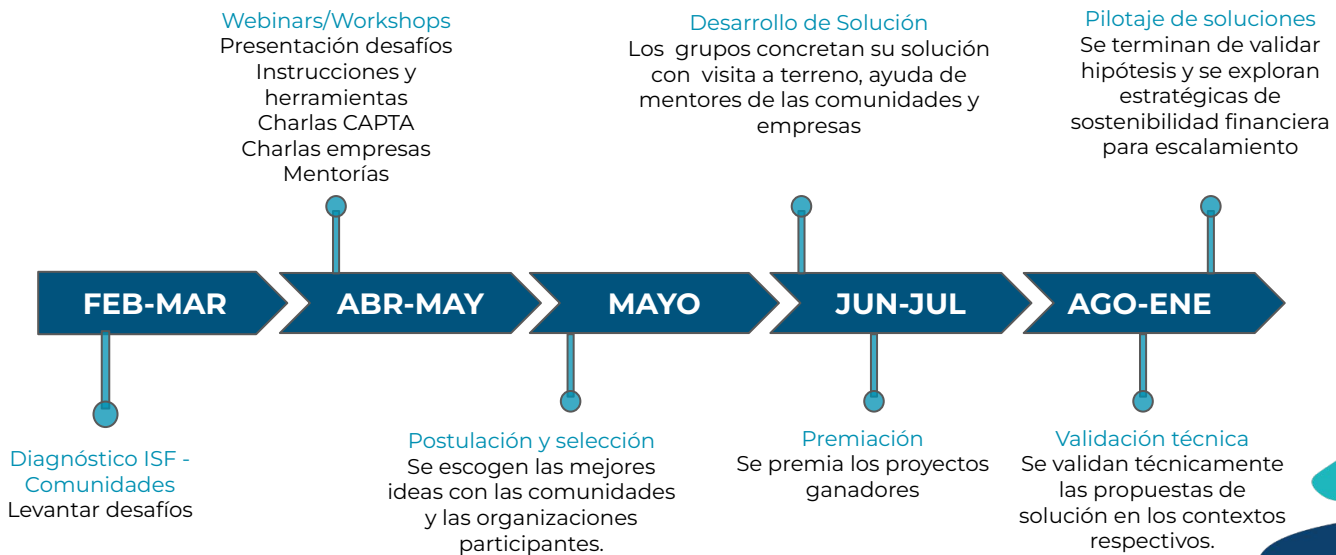 Webinars/Workshops
Presentación desafíos
Instrucciones y
herramientas
Charlas CAPTA
Charlas empresas
Mentorías
Desarrollo de Solución
Los grupos concretan su solución
con visita a terreno, ayuda de
mentores de las comunidades y
empresas
Pilotaje de soluciones
Se terminan de validar
hipótesis y se exploran
estratégicas de
sostenibilidad financiera
para escalamiento
FEB-MAR
ABR-MAY
MAYO
JUN-JUL
AGO-ENE
Diagnóstico ISF -
Comunidades
Levantar desafíos
Postulación y selección
Se escogen las mejores
ideas con las comunidades
y las organizaciones
participantes.
Premiación
Se premia los proyectos
ganadores
Validación técnica
Se validan técnicamente
las propuestas de
solución en los contextos
respectivos.